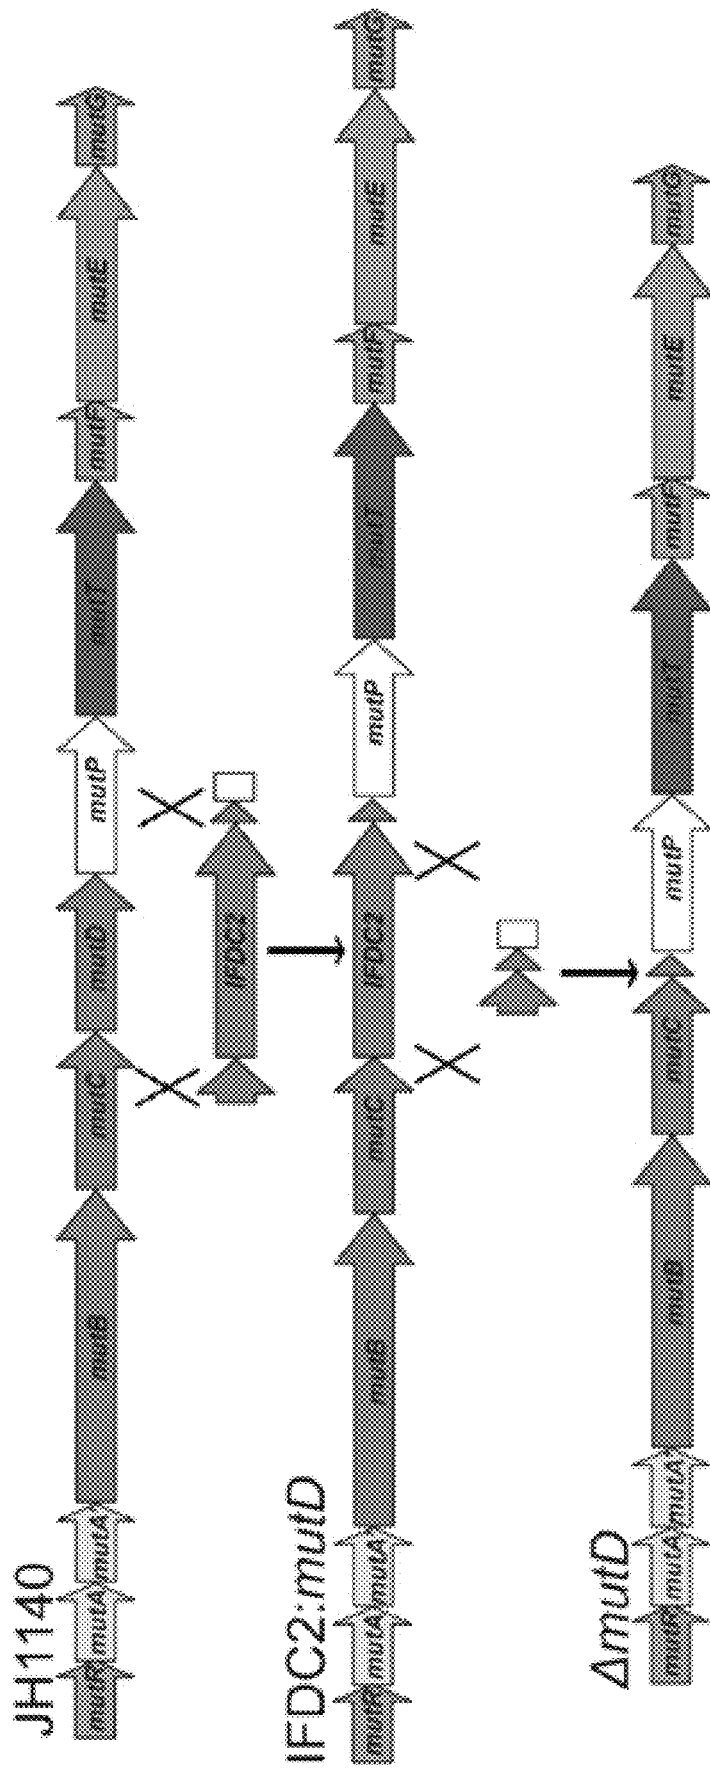 JH1140
mutR mutA mutA' mutB mutC mutD mutP mutT mutF mutE mutG
IFDC2
IFDC2:mutD
mutR mutA mutA' mutB mutC IFDC2 mutP mutT mutF mutE mutG
ΔmutD
mutR mutA mutA' mutB mutC mutP mutT mutF mutE mutG